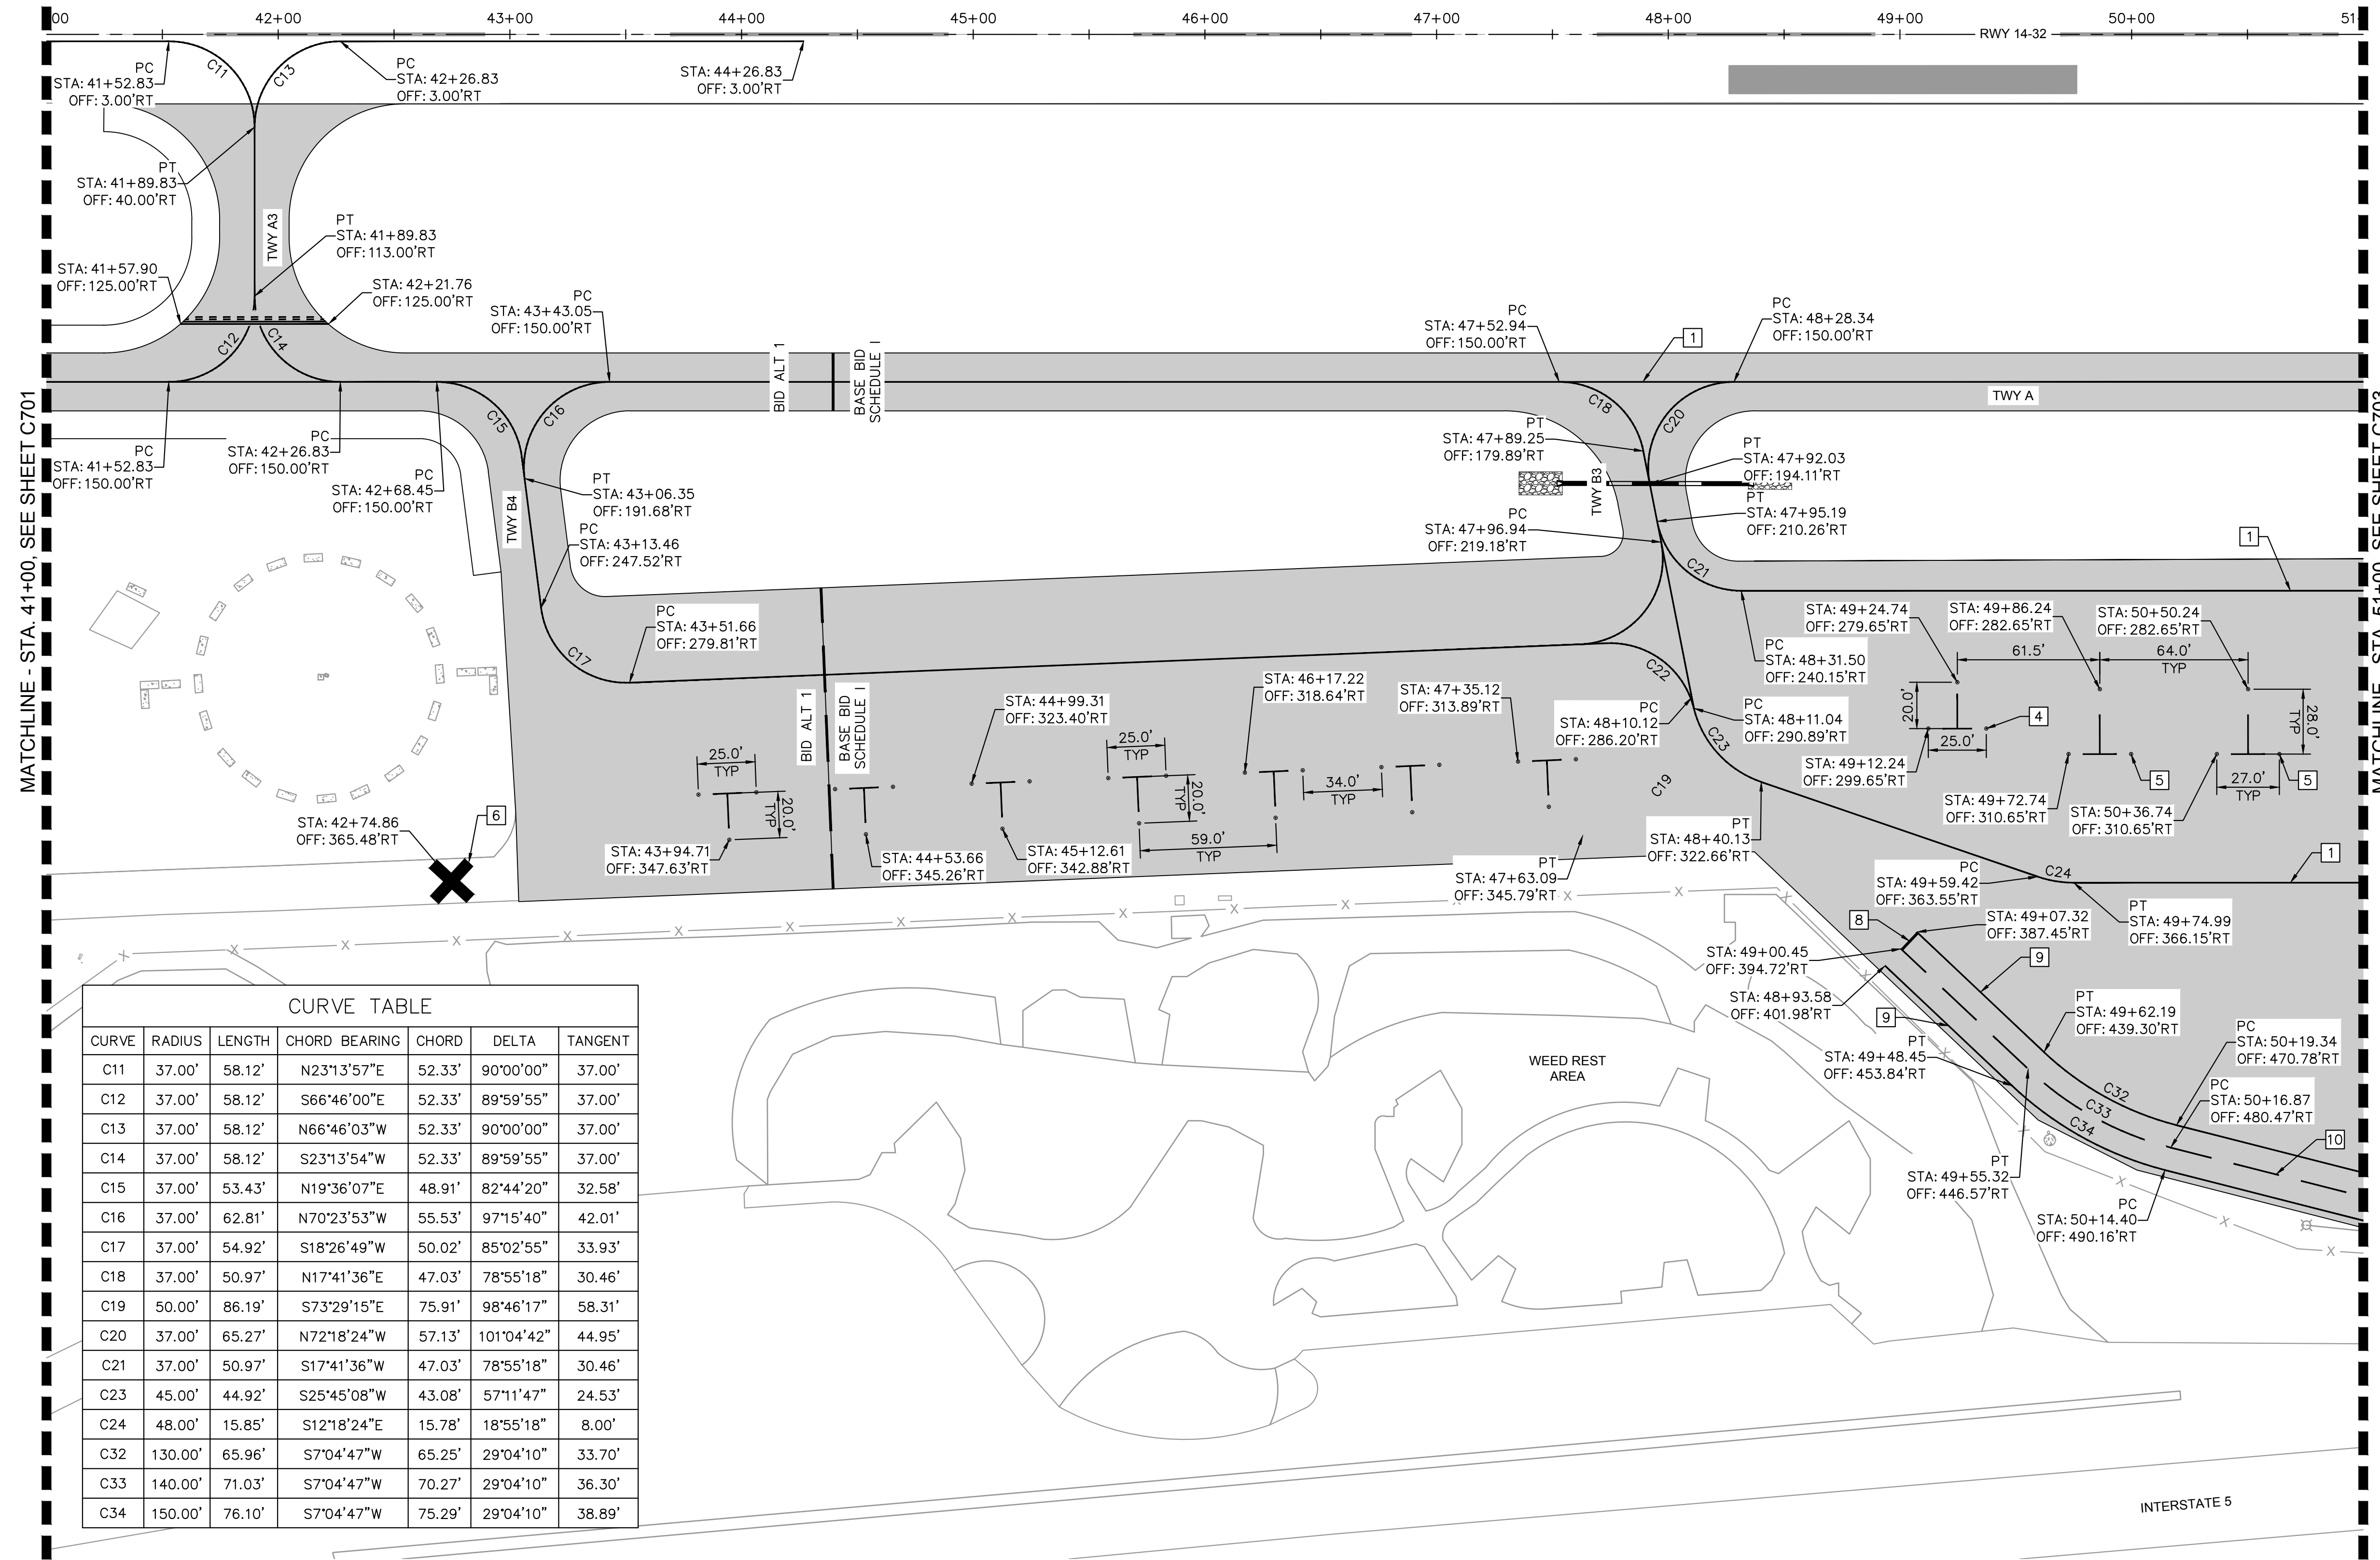 00
42+00
43+00
44+00
45+00
46+00
47+00
48+00
49+00
50+00
51
RWY 14-32
C11
C13
PC
STA: 41+52.83
OFF: 3.00'RT
PC
STA: 42+26.83
OFF: 3.00'RT
STA: 44+26.83
OFF: 3.00'RT
PT
STA: 41+89.83
OFF: 40.00'RT
TWY A3
PT
STA: 41+89.83
OFF: 113.00'RT
STA: 41+57.90
OFF: 125.00'RT
STA: 42+21.76
OFF: 125.00'RT
C12
C14
PC
STA: 43+43.05
OFF: 150.00'RT
PC
STA: 47+52.94
OFF: 150.00'RT
1
PC
STA: 48+28.34
OFF: 150.00'RT
BID ALT 1
BASE BID
SCHEDULE I
TWY A
C15
C16
C18
C20
PC
STA: 41+52.83
OFF: 150.00'RT
PC
STA: 42+26.83
OFF: 150.00'RT
PC
STA: 42+68.45
OFF: 150.00'RT
TWY B4
PT
STA: 43+06.35
OFF: 191.68'RT
PC
STA: 43+13.46
OFF: 247.52'RT
PT
STA: 47+89.25
OFF: 179.89'RT
TWY B3
PT
STA: 47+92.03
OFF: 194.11'RT
PT
STA: 47+95.19
OFF: 210.26'RT
PC
STA: 47+96.94
OFF: 219.18'RT
1
C21
C17
PC
STA: 43+51.66
OFF: 279.81'RT
C22
PC
STA: 48+31.50
OFF: 240.15'RT
STA: 49+24.74
OFF: 279.65'RT
STA: 49+86.24
OFF: 282.65'RT
STA: 50+50.24
OFF: 282.65'RT
61.5'
64.0'
TYP
20.0'
25.0'
4
28.0'
TYP
STA: 49+12.24
OFF: 299.65'RT
5
27.0'
TYP
5
STA: 49+72.74
OFF: 310.65'RT
STA: 50+36.74
OFF: 310.65'RT
BID ALT 1
BASE BID
SCHEDULE I
STA: 44+99.31
OFF: 323.40'RT
STA: 46+17.22
OFF: 318.64'RT
STA: 47+35.12
OFF: 313.89'RT
PC
STA: 48+10.12
OFF: 286.20'RT
PC
STA: 48+11.04
OFF: 290.89'RT
C23
C19
25.0'
TYP
20.0'
TYP
25.0'
TYP
20.0'
TYP
34.0'
TYP
59.0'
TYP
STA: 42+74.86
OFF: 365.48'RT
6
STA: 43+94.71
OFF: 347.63'RT
STA: 44+53.66
OFF: 345.26'RT
STA: 45+12.61
OFF: 342.88'RT
PT
STA: 48+40.13
OFF: 322.66'RT
PT
STA: 47+63.09
OFF: 345.79'RT
1
PC
STA: 49+59.42
OFF: 363.55'RT
C24
PT
STA: 49+74.99
OFF: 366.15'RT
8
STA: 49+07.32
OFF: 387.45'RT
STA: 49+00.45
OFF: 394.72'RT
9
STA: 48+93.58
OFF: 401.98'RT
9
PT
STA: 49+62.19
OFF: 439.30'RT
PT
STA: 49+48.45
OFF: 453.84'RT
PC
STA: 50+19.34
OFF: 470.78'RT
PC
STA: 50+16.87
OFF: 480.47'RT
C32
C33
C34
10
PT
STA: 49+55.32
OFF: 446.57'RT
PC
STA: 50+14.40
OFF: 490.16'RT
X X X X X X X X X X X X X X X X X X X X X X X
WEED REST
AREA
INTERSTATE 5
MATCHLINE - STA. 41+00, SEE SHEET C701
MATCHLINE - STA. 51+00, SEE SHEET C703
CURVE TABLE
CURVE RADIUS LENGTH CHORD BEARING CHORD DELTA TANGENT
C11 37.00' 58.12' N23°13'57"E 52.33' 90°00'00" 37.00'
C12 37.00' 58.12' S66°46'00"E 52.33' 89°59'55" 37.00'
C13 37.00' 58.12' N66°46'03"W 52.33' 90°00'00" 37.00'
C14 37.00' 58.12' S23°13'54"W 52.33' 89°59'55" 37.00'
C15 37.00' 53.43' N19°36'07"E 48.91' 82°44'20" 32.58'
C16 37.00' 62.81' N70°23'53"W 55.53' 97°15'40" 42.01'
C17 37.00' 54.92' S18°26'49"W 50.02' 85°02'55" 33.93'
C18 37.00' 50.97' N17°41'36"E 47.03' 78°55'18" 30.46'
C19 50.00' 86.19' S73°29'15"E 75.91' 98°46'17" 58.31'
C20 37.00' 65.27' N72°18'24"W 57.13' 101°04'42" 44.95'
C21 37.00' 50.97' S17°41'36"W 47.03' 78°55'18" 30.46'
C23 45.00' 44.92' S25°45'08"W 43.08' 57°11'47" 24.53'
C24 48.00' 15.85' S12°18'24"E 15.78' 18°55'18" 8.00'
C32 130.00' 65.96' S7°04'47"W 65.25' 29°04'10" 33.70'
C33 140.00' 71.03' S7°04'47"W 70.27' 29°04'10" 36.30'
C34 150.00' 76.10' S7°04'47"W 75.29' 29°04'10" 38.89'